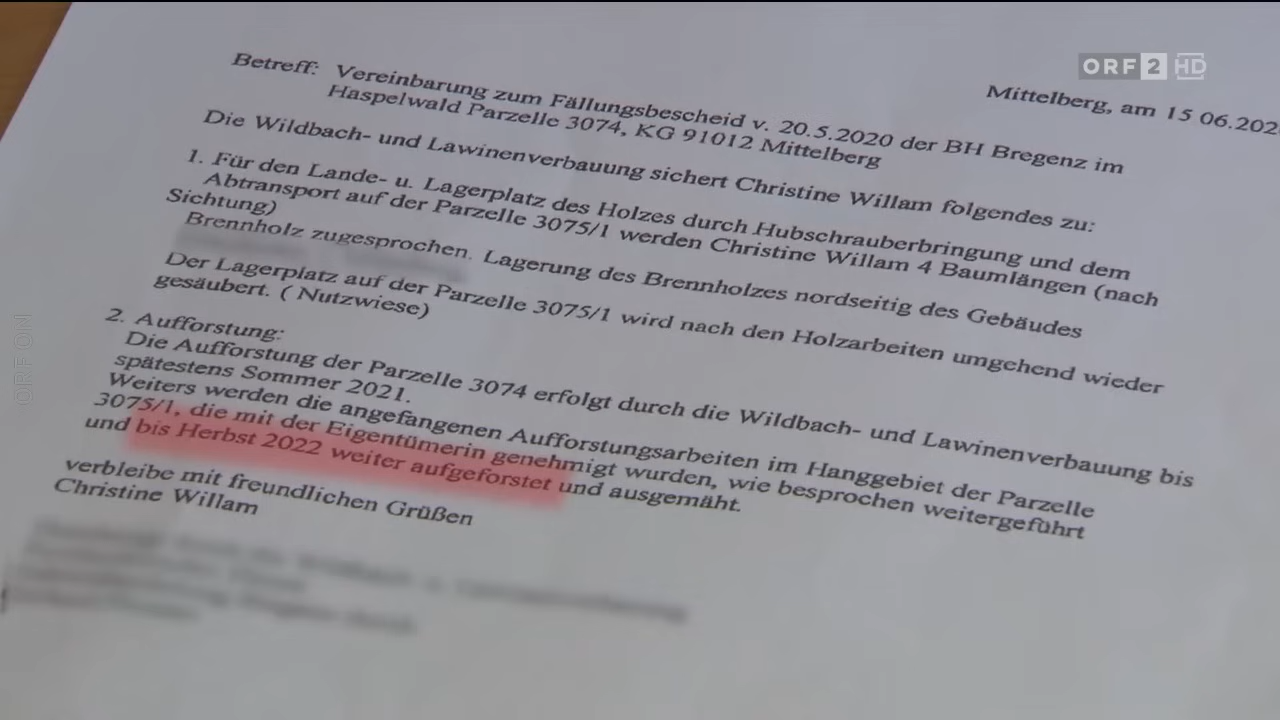 ORF 2 HD
Mittelberg, am 15 06.202
Betreff: Vereinbarung zum Fällungsbescheid v. 20.5.2020 der BH Bregenz im
Haspelwald Parzelle 3074, KG 91012 Mittelberg
Die Wildbach- und Lawinenverbauung sichert Christine Willam folgendes zu:
1. Für den Lande- u. Lagerplatz des Holzes durch Hubschrauberbringung und dem
Abtransport auf der Parzelle 3075/1 werden Christine Willam 4 Baumlängen (nach
Sichtung)
Brennholz zugesprochen. Lagerung des Brennholzes nordseitig des Gebäudes
Der Lagerplatz auf der Parzelle 3075/1 wird nach den Holzarbeiten umgehend wieder
gesäubert. ( Nutzwiese)
2. Aufforstung:
Die Aufforstung der Parzelle 3074 erfolgt durch die Wildbach- und Lawinenverbauung bis
spätestens Sommer 2021.
Weiters werden die angefangenen Aufforstungsarbeiten im Hanggebiet der Parzelle
3075/1, die mit der Eigentümerin genehmigt wurden, wie besprochen weitergeführt
und bis Herbst 2022 weiter aufgeforstet und ausgemäht.
verbleibe mit freundlichen Grüßen
Christine Willam
ORF ON